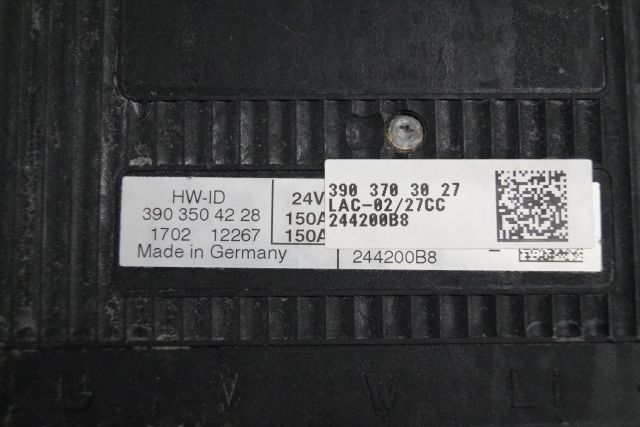 HW-ID
390 350 42 28
1702 12267
Made in Germany
24V
150A
150A
244200B8
390 370 30 27
LAC-02/27CC
244200B8
U V W Li